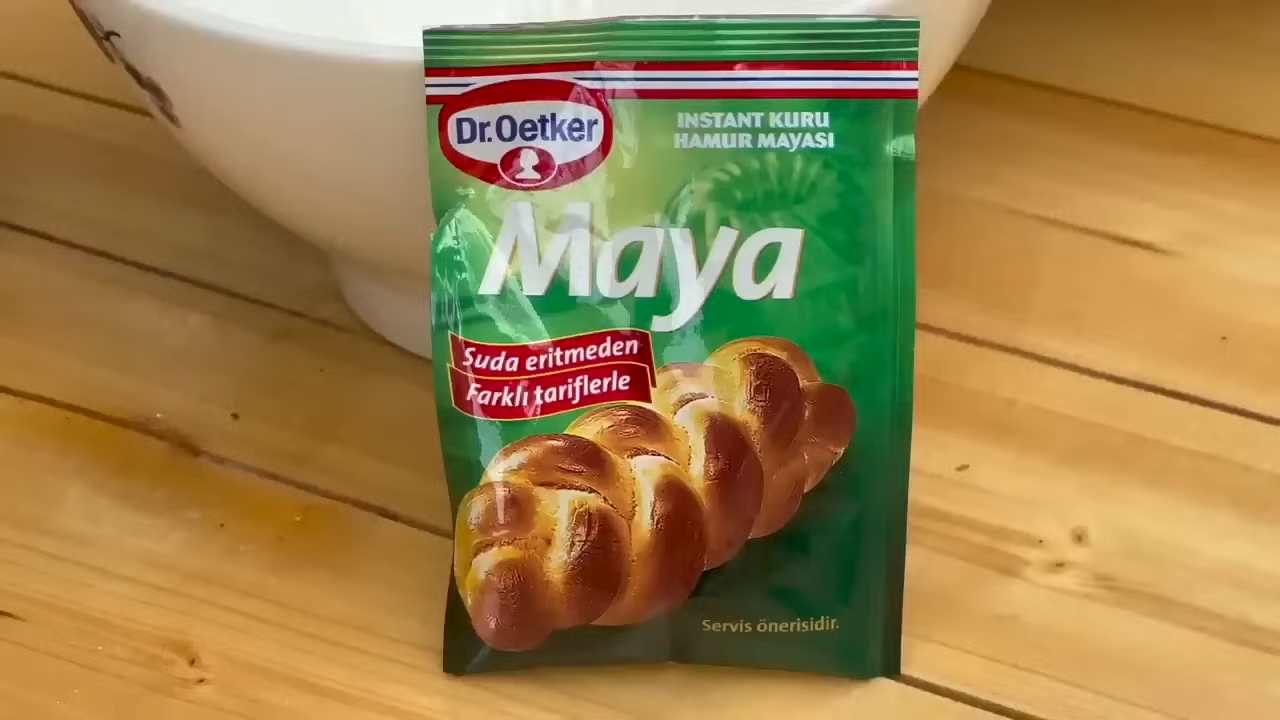 Dr.Oetker
INSTANT KURU
HAMUR MAYASI
Maya
Suda eritmeden
Farklı tariflerle
Servis önerisidir.